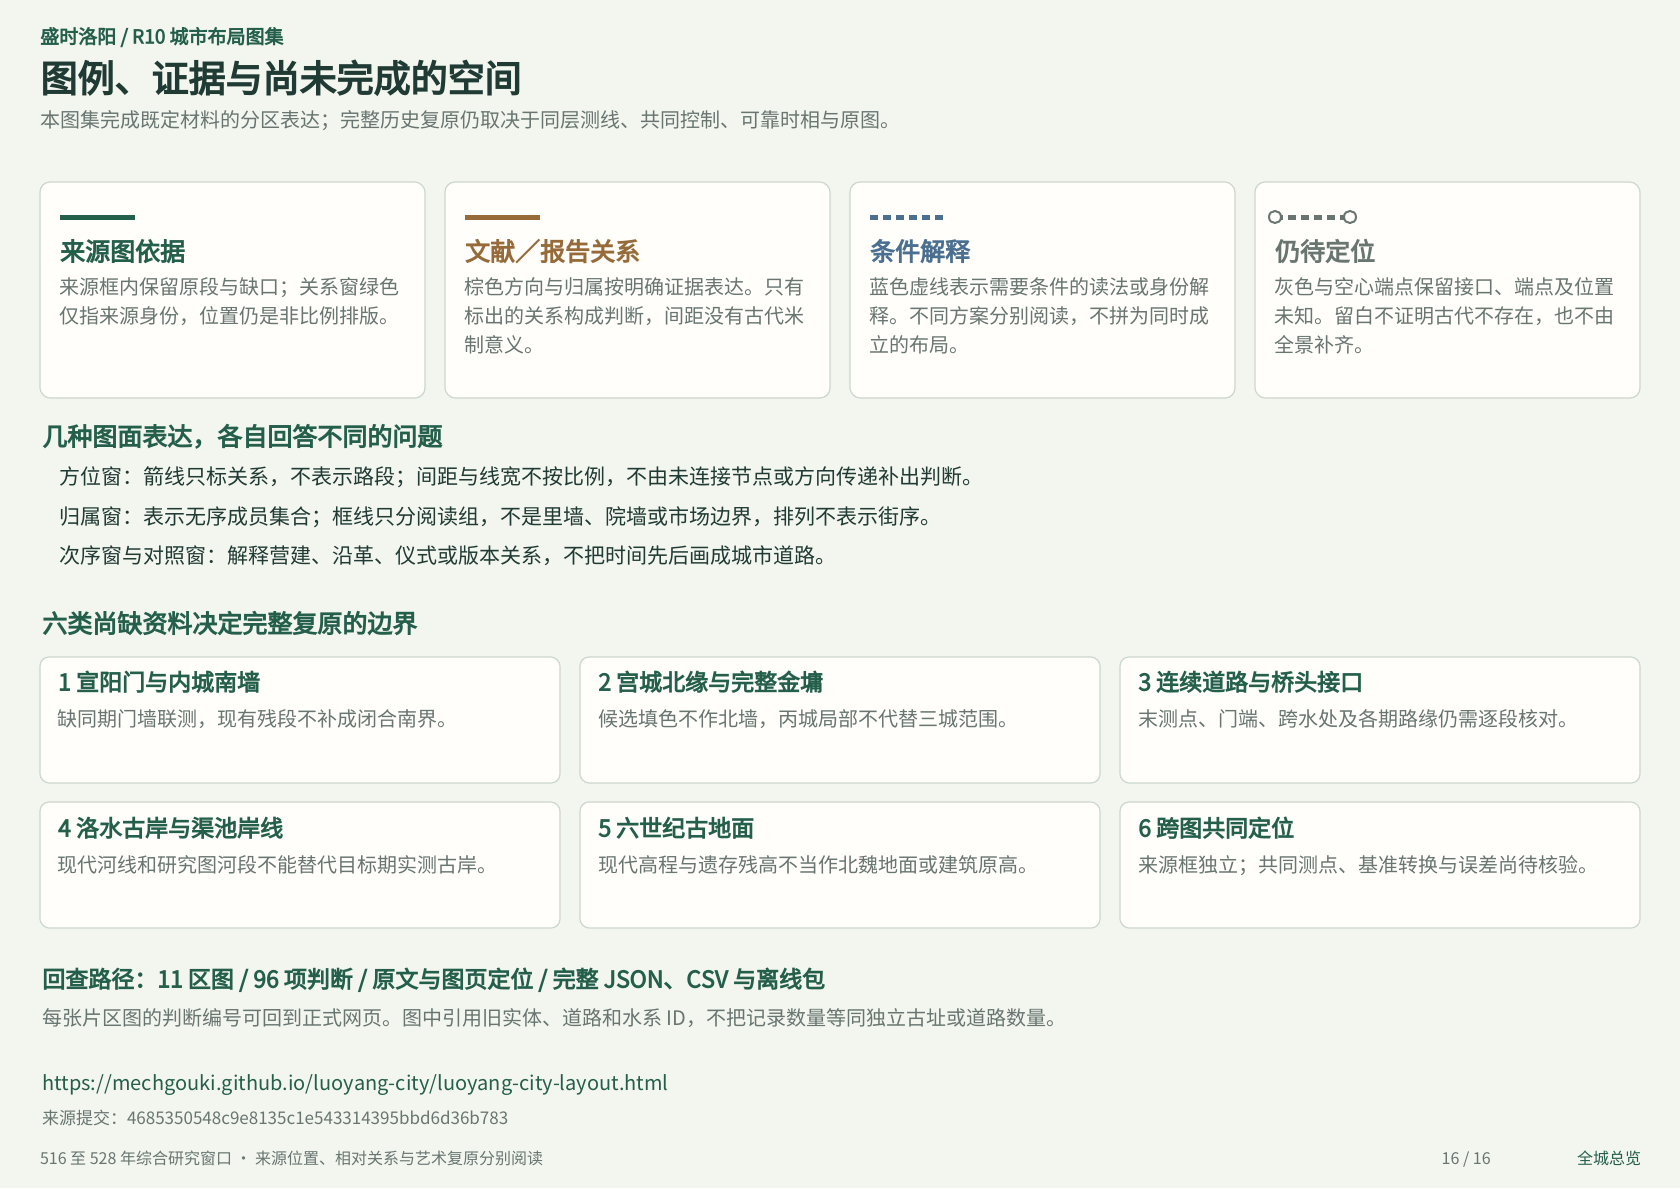 盛时洛阳 / R10 城市布局图集
图例、证据与尚未完成的空间
本图集完成既定材料的分区表达；完整历史复原仍取决于同层测线、共同控制、可靠时相与原图。
来源图依据
来源框内保留原段与缺口；关系窗绿色
仅指来源身份，位置仍是非比例排版。
文献／报告关系
棕色方向与归属按明确证据表达。只有
标出的关系构成判断，间距没有古代米
制意义。
条件解释
蓝色虚线表示需要条件的读法或身份解
释。不同方案分别阅读，不拼为同时成
立的布局。
仍待定位
灰色与空心端点保留接口、端点及位置
未知。留白不证明古代不存在，也不由
全景补齐。
几种图面表达，各自回答不同的问题
方位窗：箭线只标关系，不表示路段；间距与线宽不按比例，不由未连接节点或方向传递补出判断。
归属窗：表示无序成员集合；框线只分阅读组，不是里墙、院墙或市场边界，排列不表示街序。
次序窗与对照窗：解释营建、沿革、仪式或版本关系，不把时间先后画成城市道路。
六类尚缺资料决定完整复原的边界
1 宣阳门与内城南墙
缺同期门墙联测，现有残段不补成闭合南界。
2 宫城北缘与完整金墉
候选填色不作北墙，丙城局部不代替三城范围。
3 连续道路与桥头接口
末测点、门端、跨水处及各期路缘仍需逐段核对。
4 洛水古岸与渠池岸线
现代河线和研究图河段不能替代目标期实测古岸。
5 六世纪古地面
现代高程与遗存残高不当作北魏地面或建筑原高。
6 跨图共同定位
来源框独立；共同测点、基准转换与误差尚待核验。
回查路径：11 区图 / 96 项判断 / 原文与图页定位 / 完整 JSON、CSV 与离线包
每张片区图的判断编号可回到正式网页。图中引用旧实体、道路和水系 ID，不把记录数量等同独立古址或道路数量。
https://mechgouki.github.io/luoyang-city/luoyang-city-layout.html
来源提交：4685350548c9e8135c1e543314395bbd6d36b783
516 至 528 年综合研究窗口 · 来源位置、相对关系与艺术复原分别阅读
16 / 16
全城总览